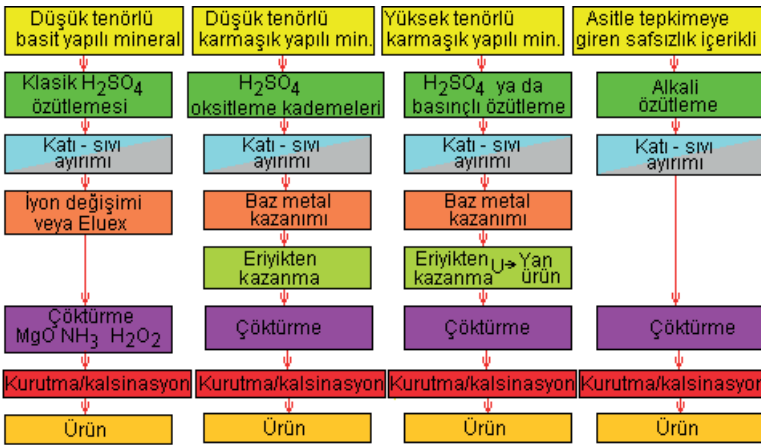 Düşük tenörlü
basit yapılı mineral
Klasik H₂SO₄
özütlemesi
Katı - sıvı
ayırımı
İyon değişimi
veya Eluex
Çöktürme
MgO NH₃ H₂O₂
Kurutma/kalsinasyon
Ürün
Düşük tenörlü
karmaşık yapılı min.
H₂SO₄
oksitleme kademeleri
Katı - sıvı
ayırımı
Baz metal
kazanımı
Eriyikten
kazanma
Çöktürme
Kurutma/kalsinasyon
Ürün
Yüksek tenörlü
karmaşık yapılı min.
H₂SO₄ ya da
basınçlı özütleme
Katı - sıvı
ayırımı
Baz metal
kazanımı
Eriyikten U→ Yan
kazanma ürün
Çöktürme
Kurutma/kalsinasyon
Ürün
Asitle tepkimeye
giren safsızlık içerikli
Alkali
özütleme
Katı - sıvı
ayırımı
Çöktürme
Kurutma/kalsinasyon
Ürün